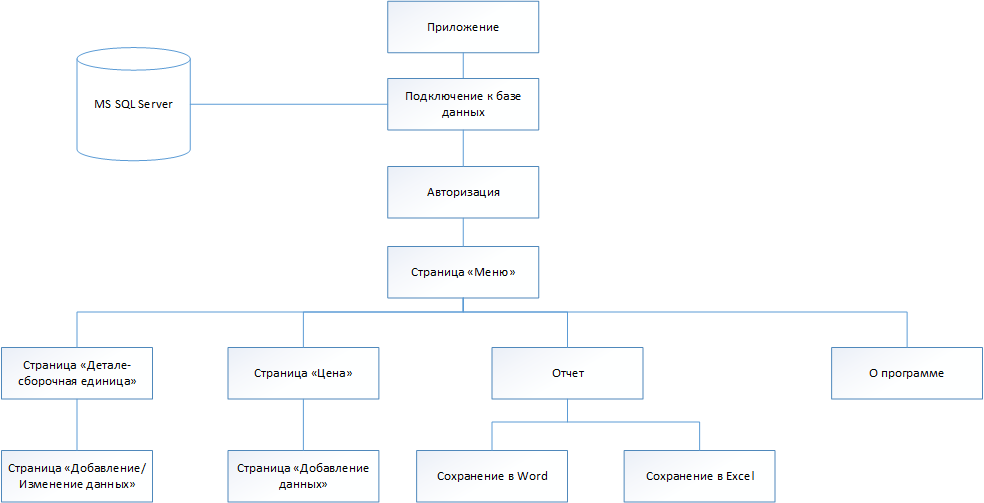 Приложение
MS SQL Server
Подключение к базе
данных
Авторизация
Страница «Меню»
Страница «Детале-
сборочная единица»
Страница «Цена»
Отчет
О программе
Страница «Добавление/
Изменение данных»
Страница «Добавление
данных»
Сохранение в Word
Сохранение в Excel